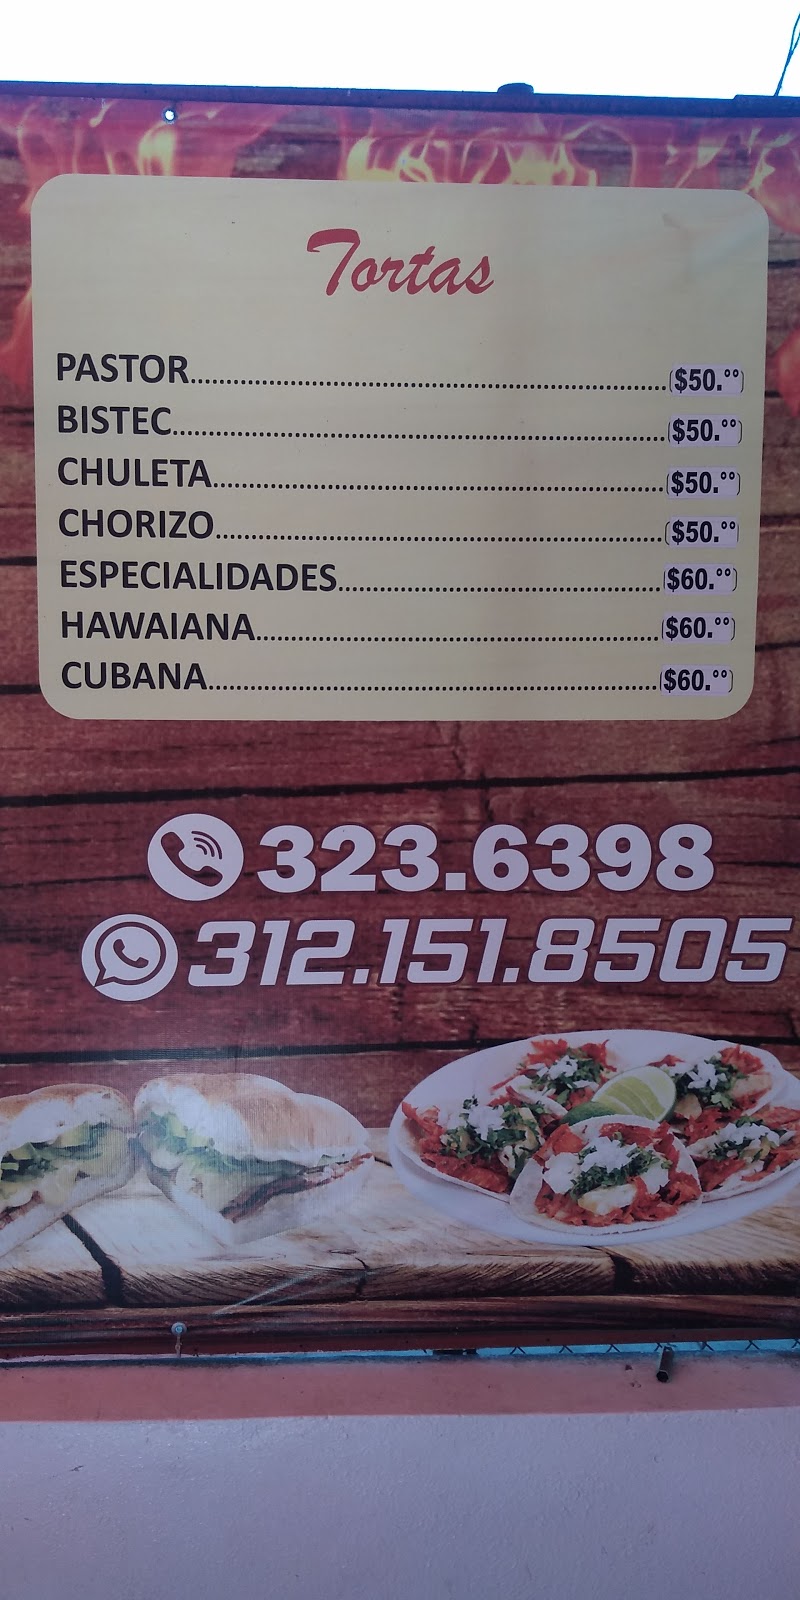 Tortas
PASTOR........................................ $50.°°
BISTEC........................................ $50.°°
CHULETA........................................ $50.°°
CHORIZO........................................ $50.°°
ESPECIALIDADES........................................ $60.°°
HAWAIANA........................................ $60.°°
CUBANA........................................ $60.°°
323.6398
312.151.8505